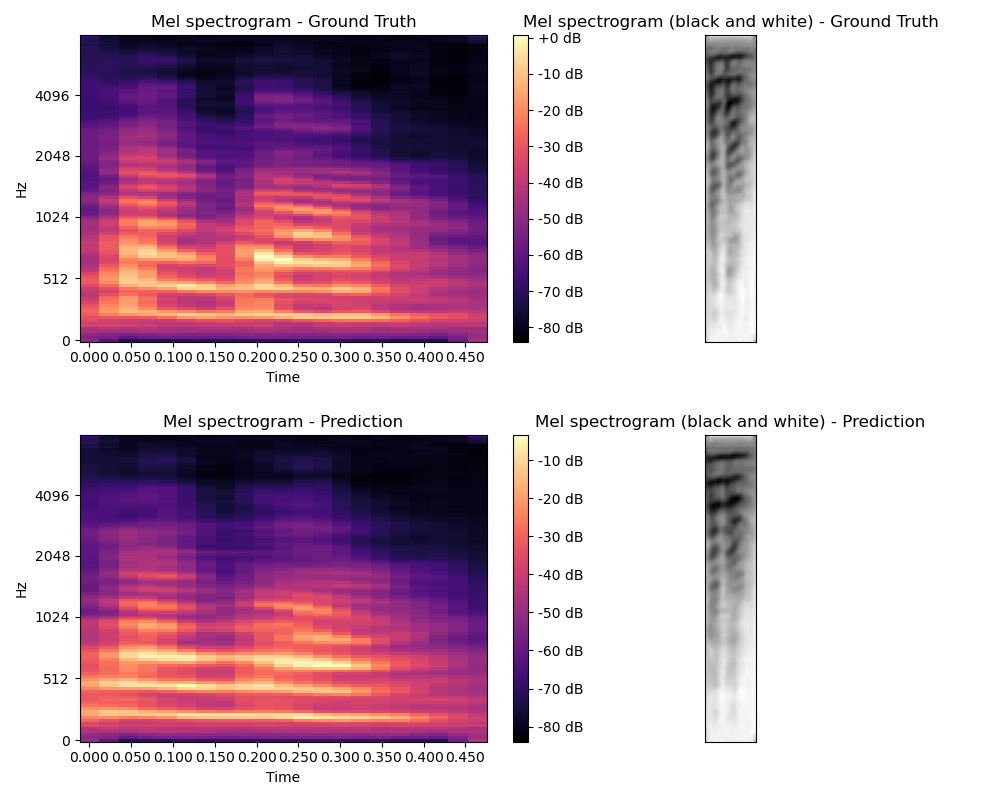 Mel spectrogram - Ground Truth
Mel spectrogram (black and white) - Ground Truth
+0 dB
-10 dB
-20 dB
-30 dB
-40 dB
-50 dB
-60 dB
-70 dB
-80 dB
4096
2048
1024
512
0
Hz
0.000 0.050 0.100 0.150 0.200 0.250 0.300 0.350 0.400 0.450
Time
Mel spectrogram - Prediction
Mel spectrogram (black and white) - Prediction
-10 dB
-20 dB
-30 dB
-40 dB
-50 dB
-60 dB
-70 dB
-80 dB
4096
2048
1024
512
0
Hz
0.000 0.050 0.100 0.150 0.200 0.250 0.300 0.350 0.400 0.450
Time